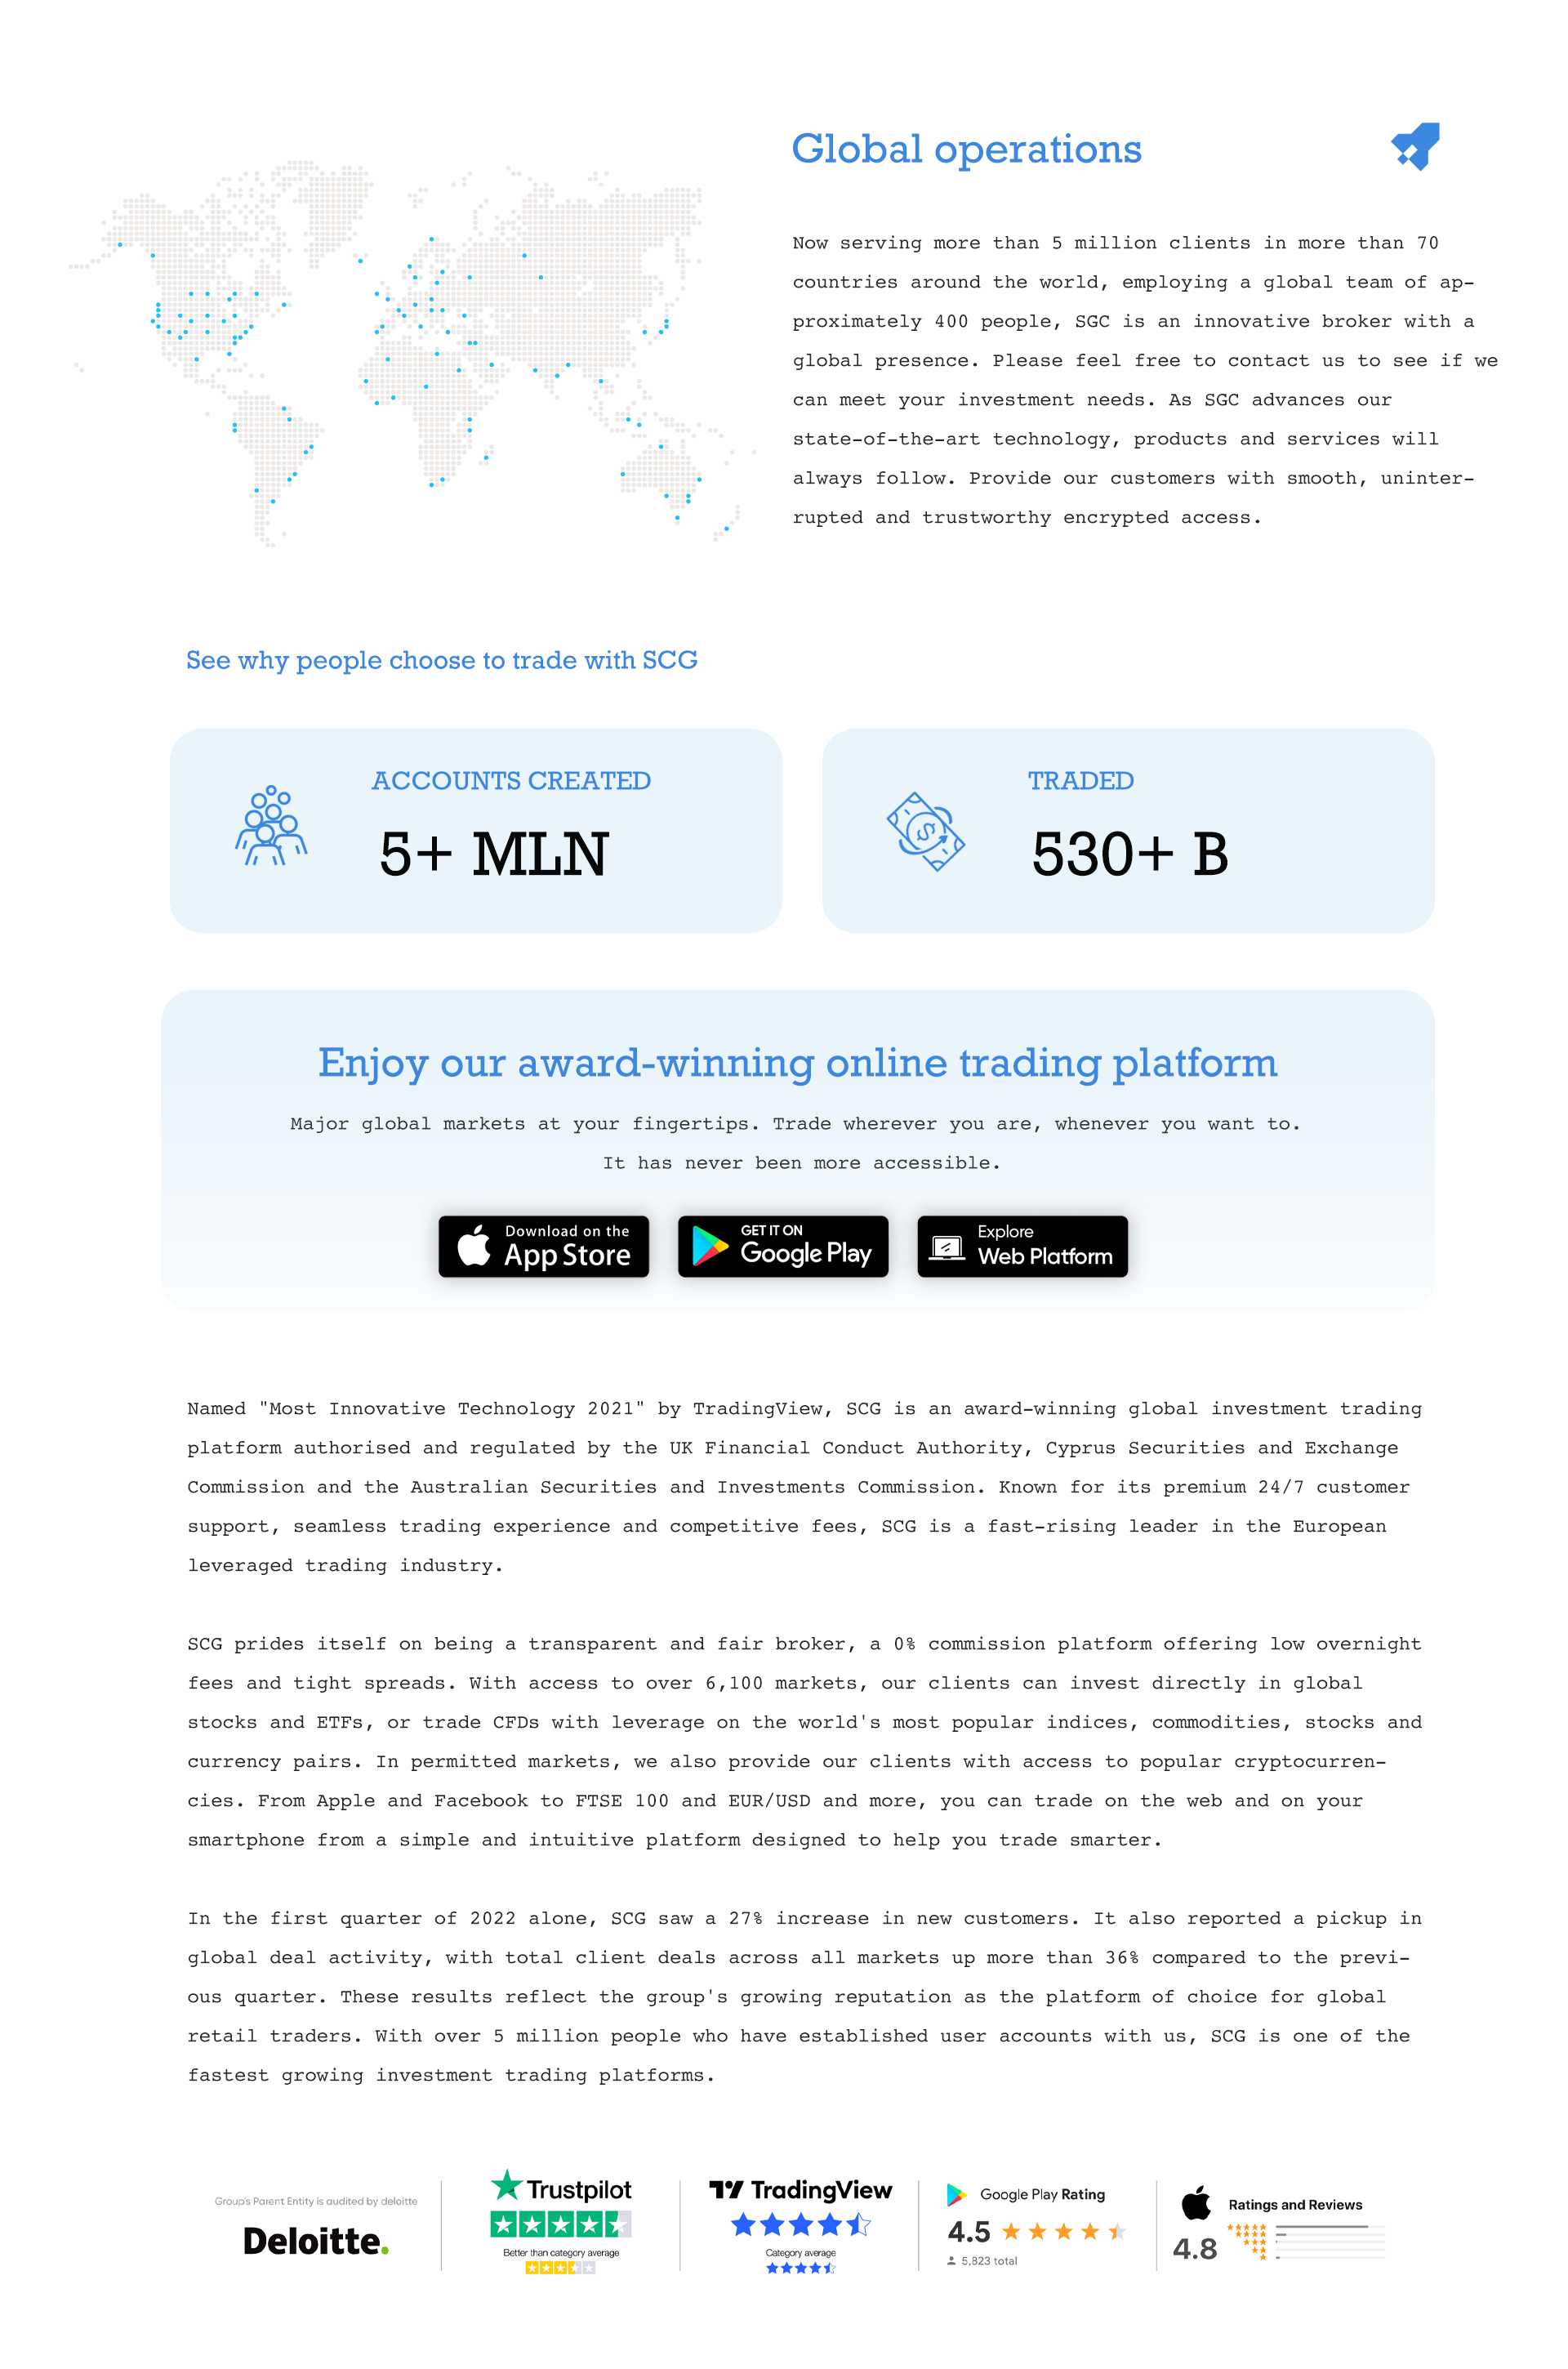 Global operations
Now serving more than 5 million clients in more than 70
countries around the world, employing a global team of ap-
proximately 400 people, SGC is an innovative broker with a
global presence. Please feel free to contact us to see if we
can meet your investment needs. As SGC advances our
state-of-the-art technology, products and services will
always follow. Provide our customers with smooth, uninter-
rupted and trustworthy encrypted access.
See why people choose to trade with SCG
ACCOUNTS CREATED
5+ MLN
TRADED
530+ B
Enjoy our award-winning online trading platform
Major global markets at your fingertips. Trade wherever you are, whenever you want to.
It has never been more accessible.
Download on the
App Store
GET IT ON
Google Play
Explore
Web Platform
Named "Most Innovative Technology 2021" by TradingView, SCG is an award-winning global investment trading
platform authorised and regulated by the UK Financial Conduct Authority, Cyprus Securities and Exchange
Commission and the Australian Securities and Investments Commission. Known for its premium 24/7 customer
support, seamless trading experience and competitive fees, SCG is a fast-rising leader in the European
leveraged trading industry.
SCG prides itself on being a transparent and fair broker, a 0% commission platform offering low overnight
fees and tight spreads. With access to over 6,100 markets, our clients can invest directly in global
stocks and ETFs, or trade CFDs with leverage on the world's most popular indices, commodities, stocks and
currency pairs. In permitted markets, we also provide our clients with access to popular cryptocurren-
cies. From Apple and Facebook to FTSE 100 and EUR/USD and more, you can trade on the web and on your
smartphone from a simple and intuitive platform designed to help you trade smarter.
In the first quarter of 2022 alone, SCG saw a 27% increase in new customers. It also reported a pickup in
global deal activity, with total client deals across all markets up more than 36% compared to the previ-
ous quarter. These results reflect the group's growing reputation as the platform of choice for global
retail traders. With over 5 million people who have established user accounts with us, SCG is one of the
fastest growing investment trading platforms.
Group's Parent Entity is audited by deloitte
Deloitte.
Trustpilot
Better than category average
TradingView
Category average
Google Play Rating
4.5
5,823 total
Ratings and Reviews
4.8